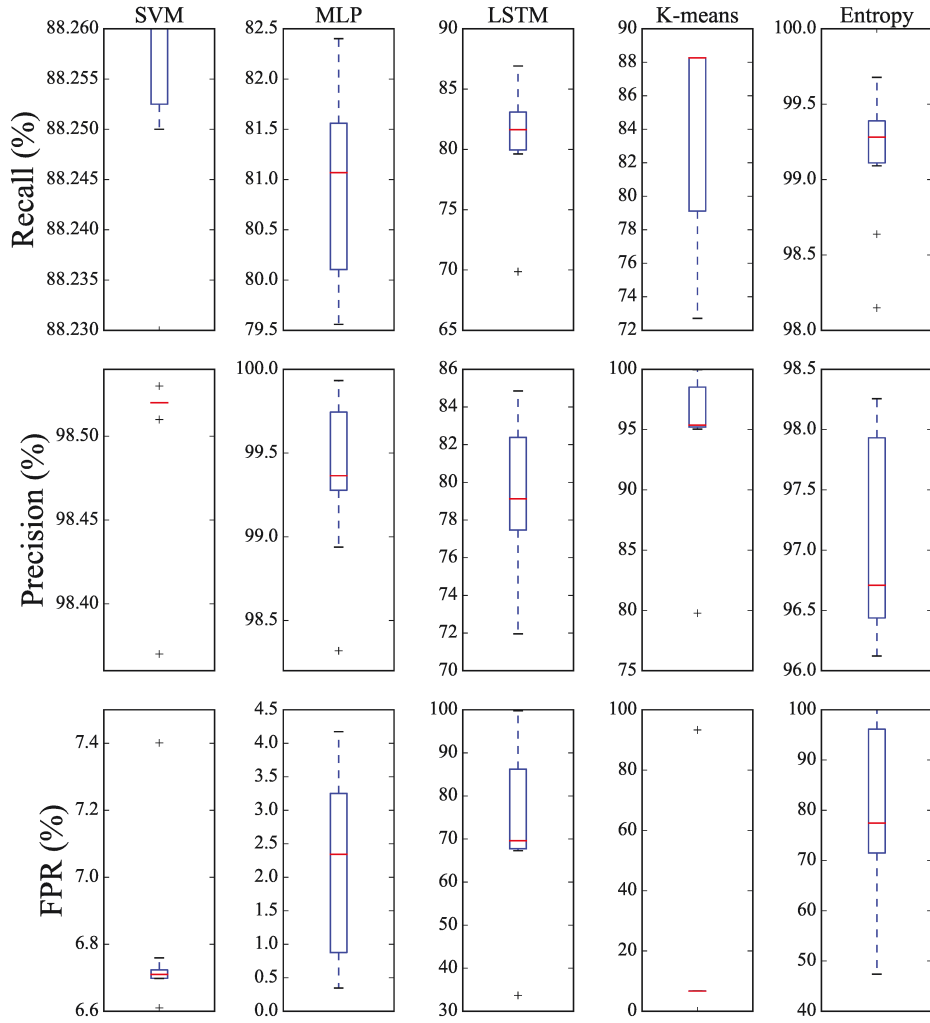 SVM MLP LSTM K-means Entropy
Recall (%)
88.260 88.255 88.250 88.245 88.240 88.235 88.230
82.5 82.0 81.5 81.0 80.5 80.0 79.5
90 85 80 75 70 65
90 88 86 84 82 80 78 76 74 72
100.0 99.5 99.0 98.5 98.0
Precision (%)
98.50 98.45 98.40
100.0 99.5 99.0 98.5
86 84 82 80 78 76 74 72 70
100 95 90 85 80 75
98.5 98.0 97.5 97.0 96.5 96.0
FPR (%)
7.4 7.2 7.0 6.8 6.6
4.5 4.0 3.5 3.0 2.5 2.0 1.5 1.0 0.5 0.0
100 90 80 70 60 50 40 30
100 80 60 40 20 0
100 90 80 70 60 50 40